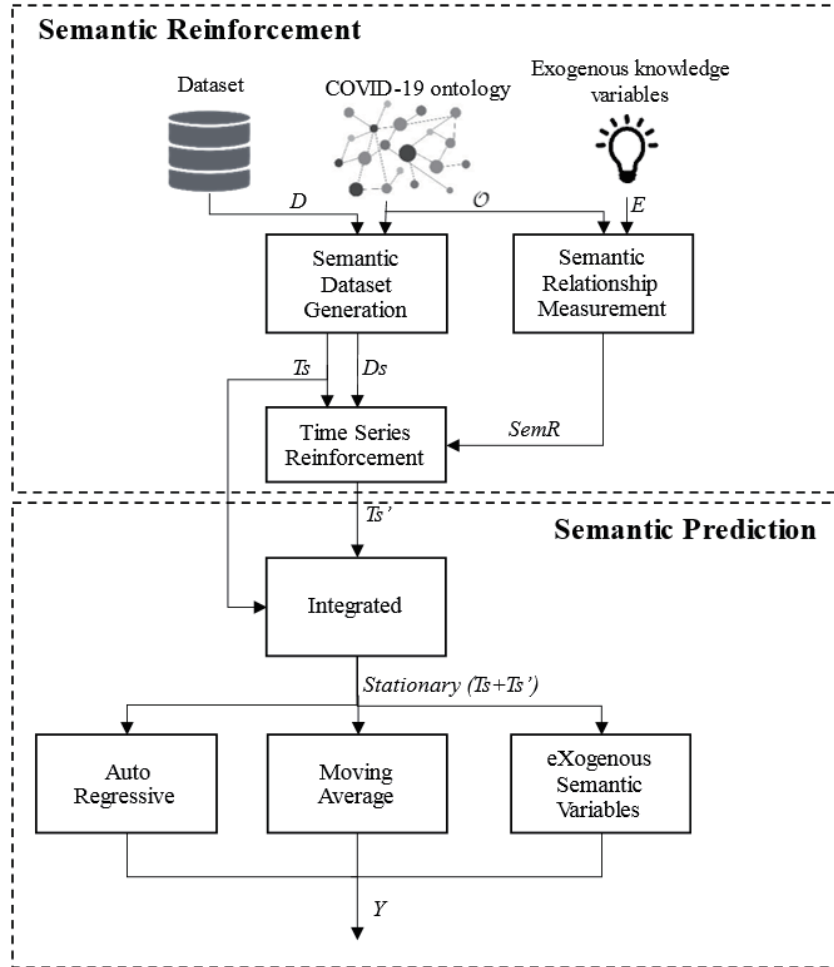 Semantic Reinforcement
Dataset
COVID-19 ontology
Exogenous knowledge
variables
D
𝒪
E
Semantic
Dataset
Generation
Semantic
Relationship
Measurement
Ts
Ds
Time Series
Reinforcement
SemR
Ts’
Semantic Prediction
Integrated
Stationary (Ts+Ts’)
Auto
Regressive
Moving
Average
eXogenous
Semantic
Variables
Y